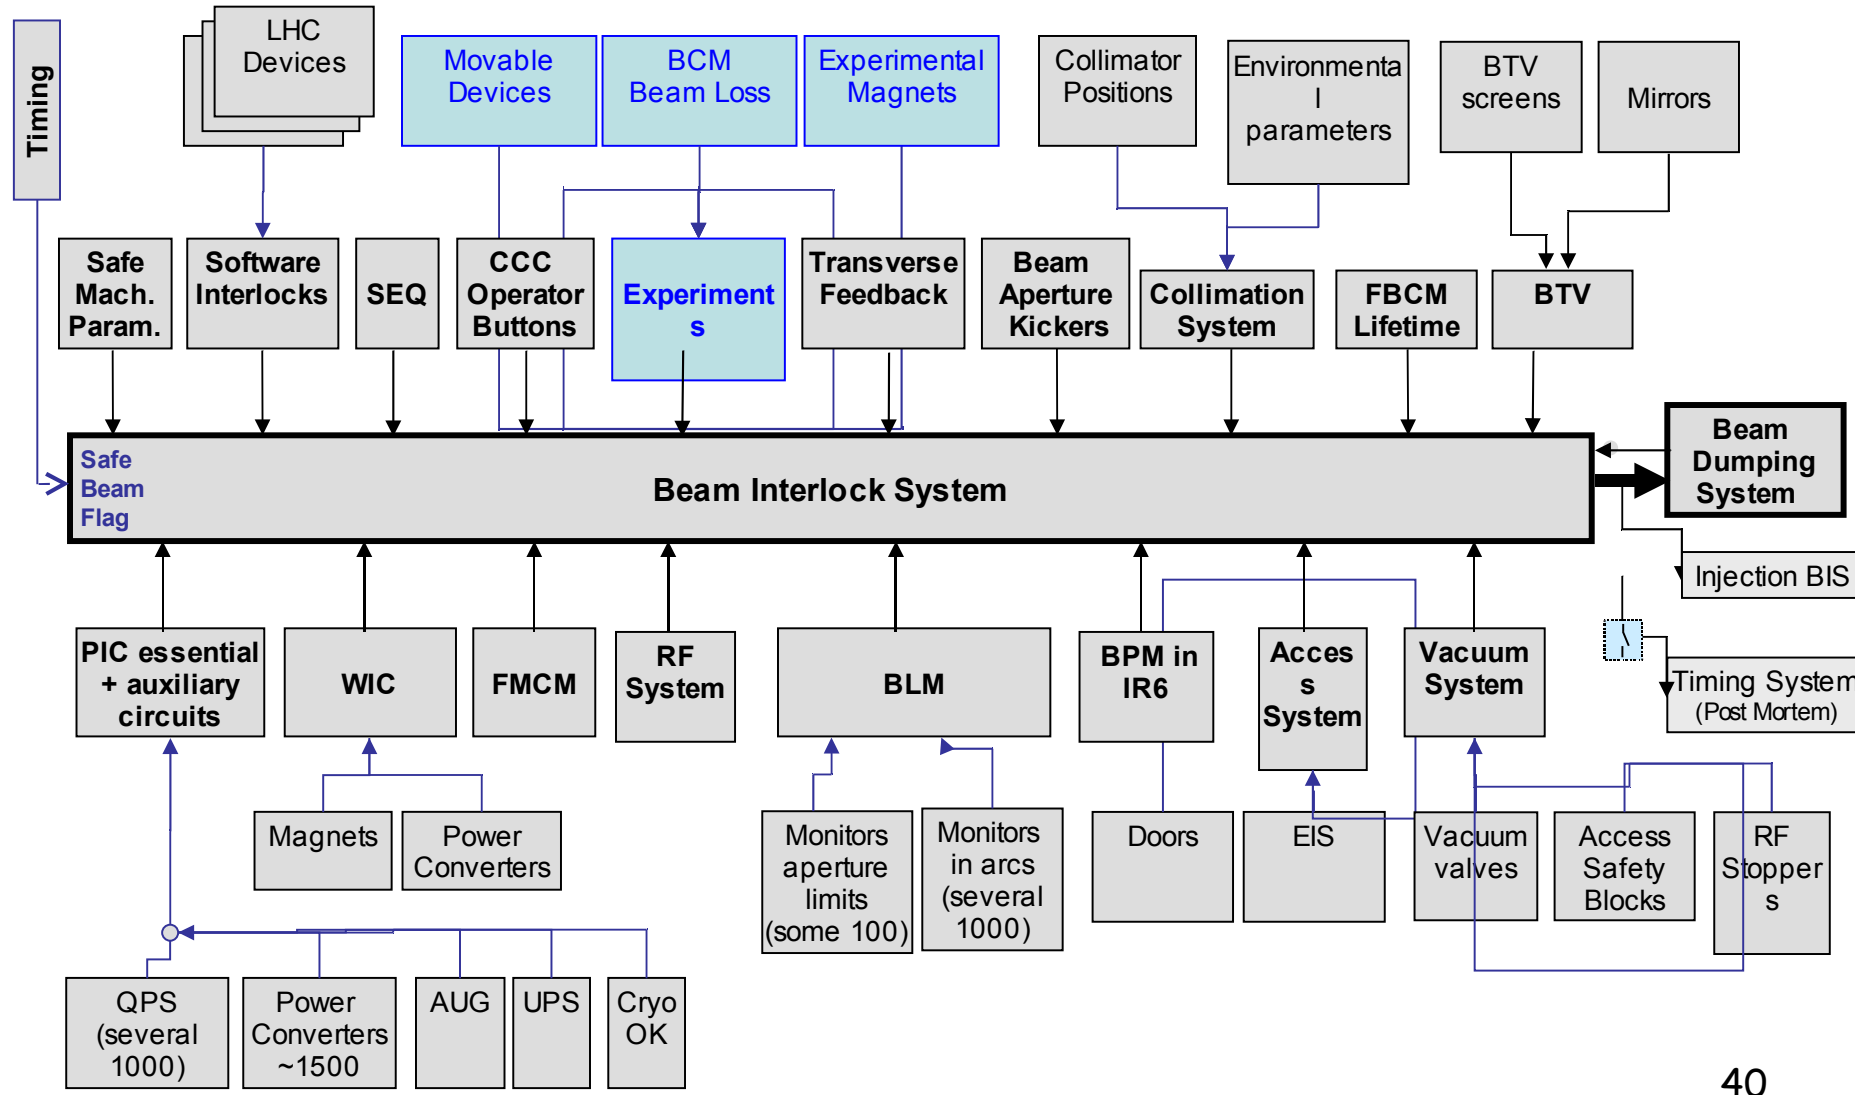 Timing
LHC
Devices
Movable
Devices
BCM
Beam Loss
Experimental
Magnets
Collimator
Positions
Environmenta
l
parameters
BTV
screens
Mirrors
Safe
Mach.
Param.
Software
Interlocks
SEQ
CCC
Operator
Buttons
Experiment
s
Transverse
Feedback
Beam
Aperture
Kickers
Collimation
System
FBCM
Lifetime
BTV
Safe
Beam
Flag
Beam Interlock System
Beam
Dumping
System
Injection BIS
PIC essential
+ auxiliary
circuits
WIC
FMCM
RF
System
BLM
BPM in
IR6
Acces
s
System
Vacuum
System
Timing System
(Post Mortem)
Magnets
Power
Converters
Monitors
aperture
limits
(some 100)
Monitors
in arcs
(several
1000)
Doors
EIS
Vacuum
valves
Access
Safety
Blocks
RF
Stopper
s
QPS
(several
1000)
Power
Converters
~1500
AUG
UPS
Cryo
OK
40